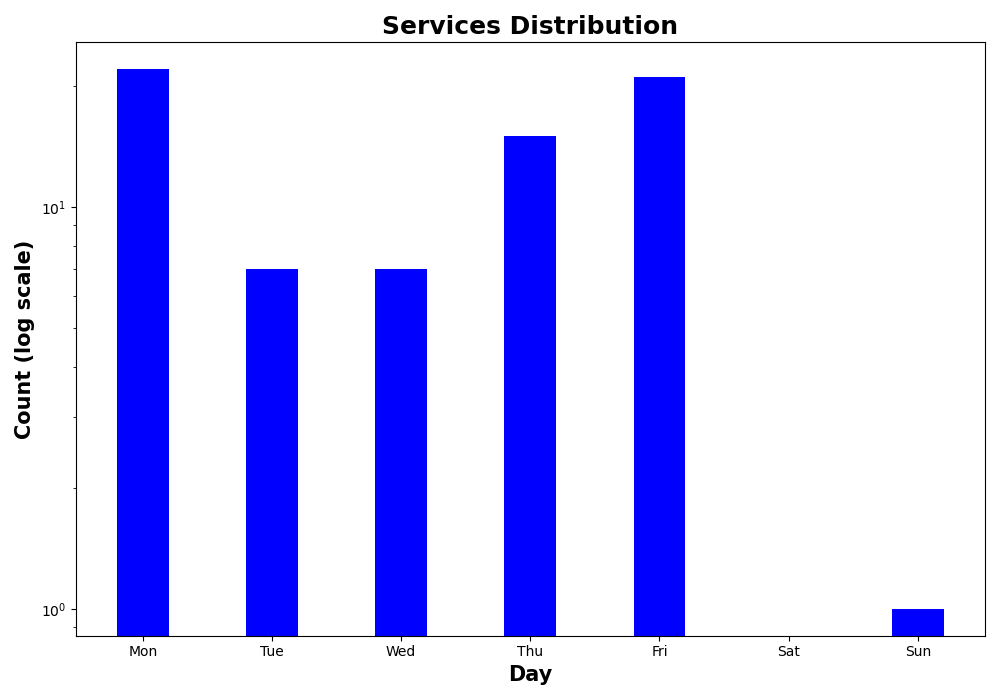 Services Distribution
Count (log scale)
10¹
10⁰
Mon Tue Wed Thu Fri Sat Sun
Day